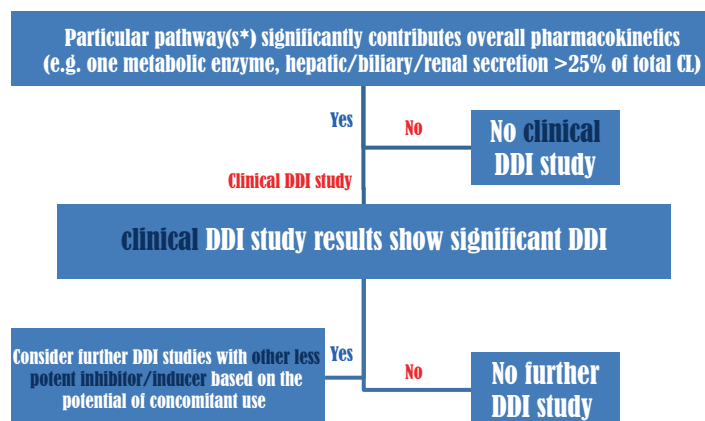 Particular pathway(s*) significantly contributes overall pharmacokinetics
(e.g. one metabolic enzyme, hepatic/biliary/renal secretion >25% of total CL)
Yes
No
No clinical
DDI study
Clinical DDI study
clinical DDI study results show significant DDI
Consider further DDI studies with other less
potent inhibitor/inducer based on the
potential of concomitant use
Yes
No
No further
DDI study